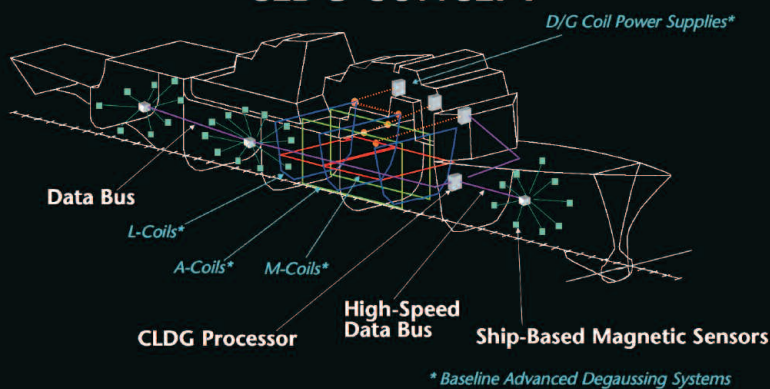 D/G Coil Power Supplies*
Data Bus
L-Coils*
A-Coils*
M-Coils*
CLDG Processor
High-Speed
Data Bus
Ship-Based Magnetic Sensors
* Baseline Advanced Degaussing Systems